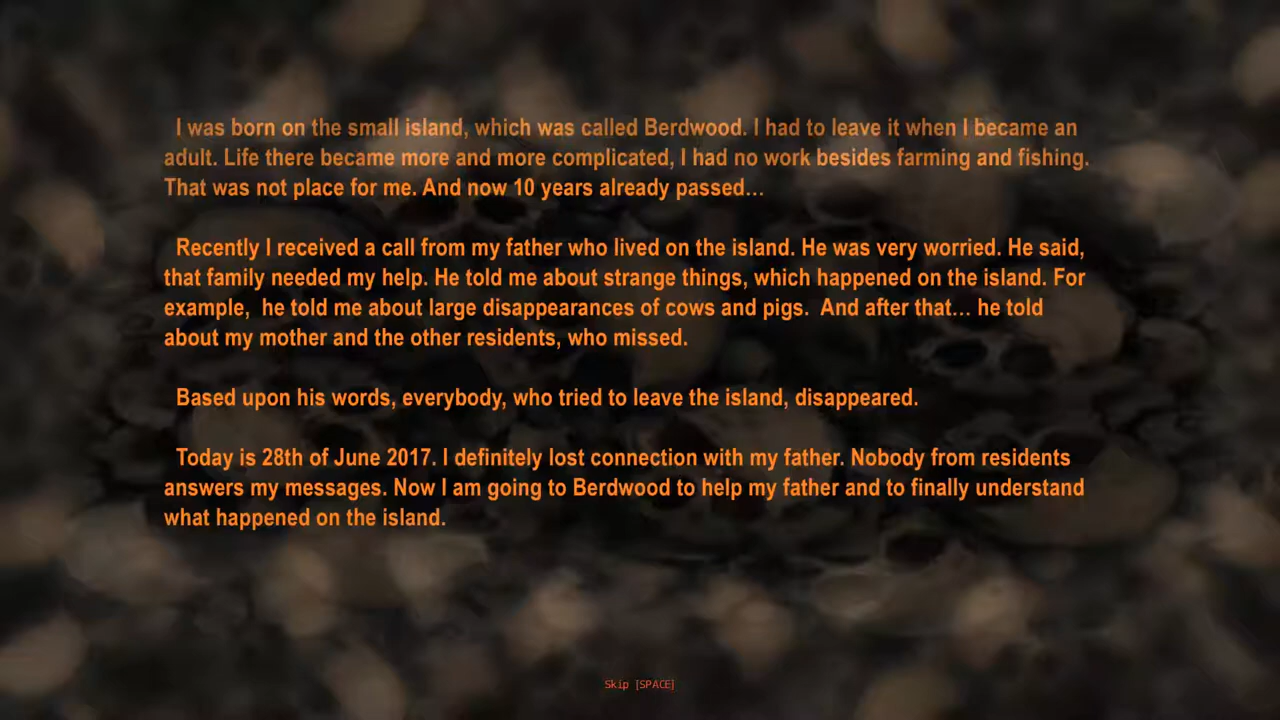 I was born on the small island, which was called Berdwood. I had to leave it when I became an
adult. Life there became more and more complicated, I had no work besides farming and fishing.
That was not place for me. And now 10 years already passed...
Recently I received a call from my father who lived on the island. He was very worried. He said,
that family needed my help. He told me about strange things, which happened on the island. For
example,  he told me about large disappearances of cows and pigs.  And after that... he told
about my mother and the other residents, who missed.
Based upon his words, everybody, who tried to leave the island, disappeared.
Today is 28th of June 2017. I definitely lost connection with my father. Nobody from residents
answers my messages. Now I am going to Berdwood to help my father and to finally understand
what happened on the island.
Skip [SPACE]